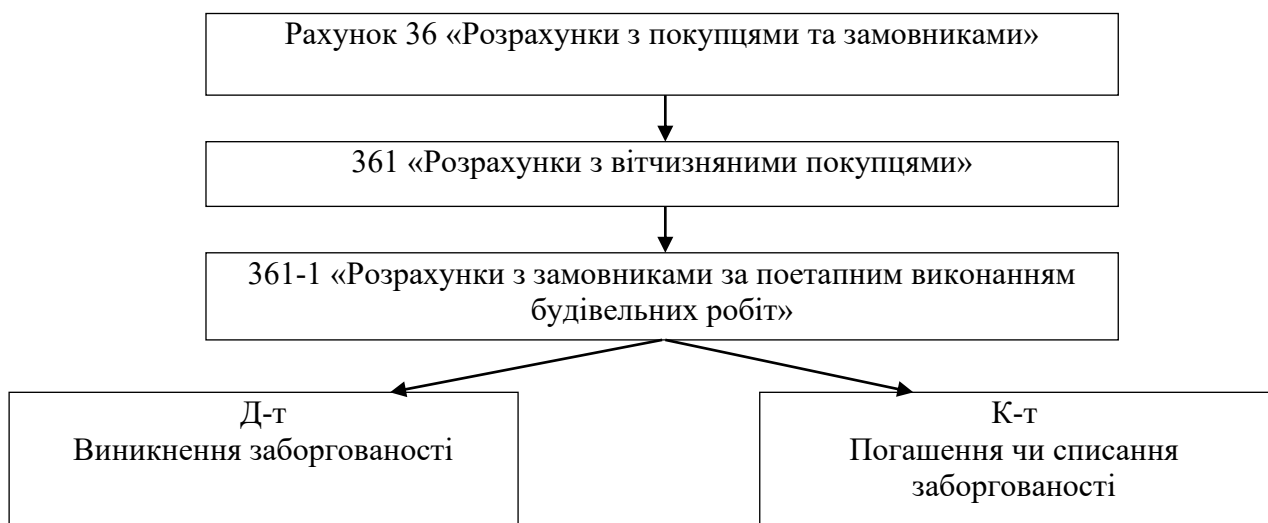 Рахунок 36 «Розрахунки з покупцями та замовниками»
361 «Розрахунки з вітчизняними покупцями»
361-1 «Розрахунки з замовниками за поетапним виконанням
будівельних робіт»
Д-т
Виникнення заборгованості
К-т
Погашення чи списання
заборгованості